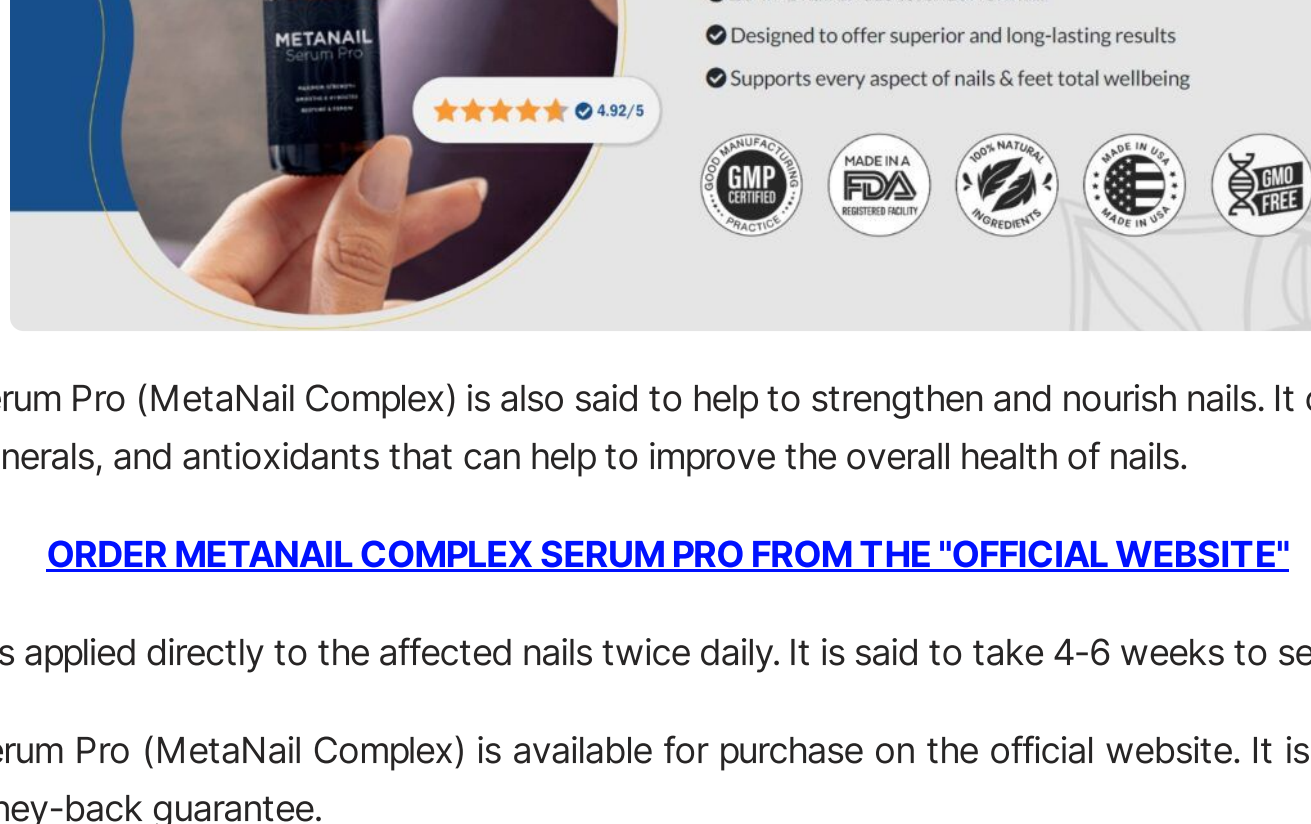 METANAIL
Serum Pro
4.92/5
Designed to offer superior and long-lasting results
Supports every aspect of nails & feet total wellbeing
GOOD MANUFACTURING
GMP
CERTIFIED
PRACTICE
MADE IN A
FDA
REGISTERED FACILITY
100% NATURAL
INGREDIENTS
MADE IN USA
MADE IN USA
GMO
FREE
erum Pro (MetaNail Complex) is also said to help to strengthen and nourish nails. It
nerals, and antioxidants that can help to improve the overall health of nails.
ORDER METANAIL COMPLEX SERUM PRO FROM THE "OFFICIAL WEBSITE"
s applied directly to the affected nails twice daily. It is said to take 4-6 weeks to se
erum Pro (MetaNail Complex) is available for purchase on the official website. It is
ney-back guarantee.